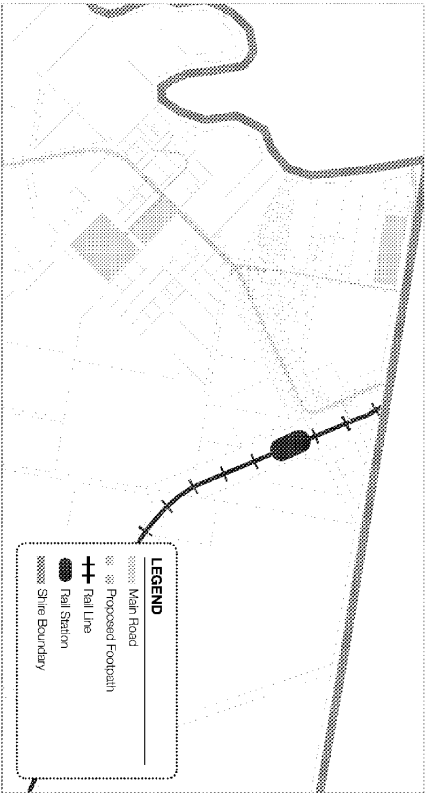 LEGEND
Main Road
Proposed Footpath
Rail Line
Rail Station
Shire Boundary